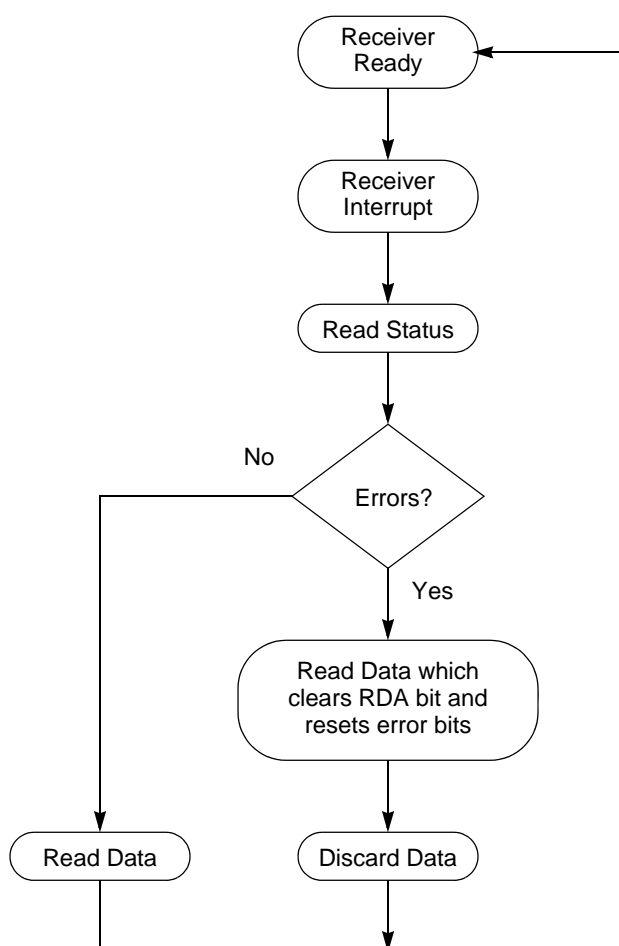 Receiver
Ready
Receiver
Interrupt
Read Status
No
Errors?
Yes
Read Data which
clears RDA bit and
resets error bits
Read Data
Discard Data